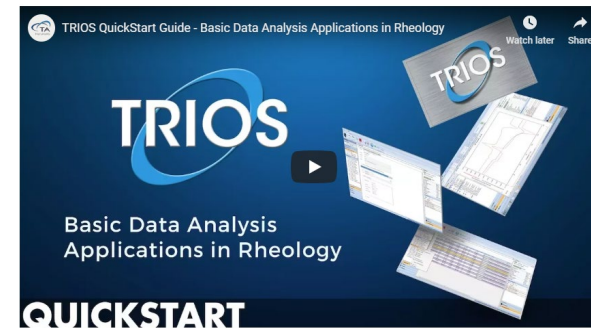 TA
TRIOS QuickStart Guide - Basic Data Analysis Applications in Rheology
Watch later
Share
TRIOS
TRIOS
Basic Data Analysis
Applications in Rheology
QUICKSTART